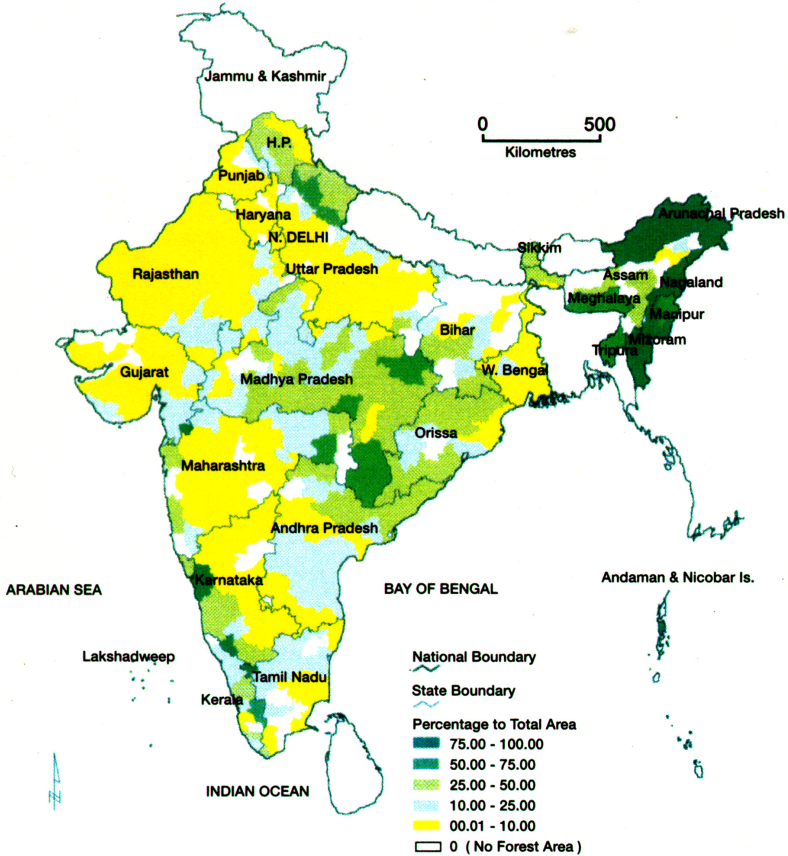 Jammu & Kashmir
0 500
Kilometres
H.P.
Punjab
Haryana
N. DELHI
Arunachal Pradesh
Sikkim
Rajasthan
Uttar Pradesh
Assam
Nagaland
Meghalaya
Manipur
Bihar
Mizoram
Tripura
Gujarat
Madhya Pradesh
W. Bengal
Orissa
Maharashtra
Andhra Pradesh
Karnataka
Andaman & Nicobar Is.
ARABIAN SEA
BAY OF BENGAL
Lakshadweep
Tamil Nadu
Kerala
INDIAN OCEAN
National Boundary
State Boundary
Percentage to Total Area
75.00 - 100.00
50.00 - 75.00
25.00 - 50.00
10.00 - 25.00
00.01 - 10.00
0 ( No Forest Area )
N